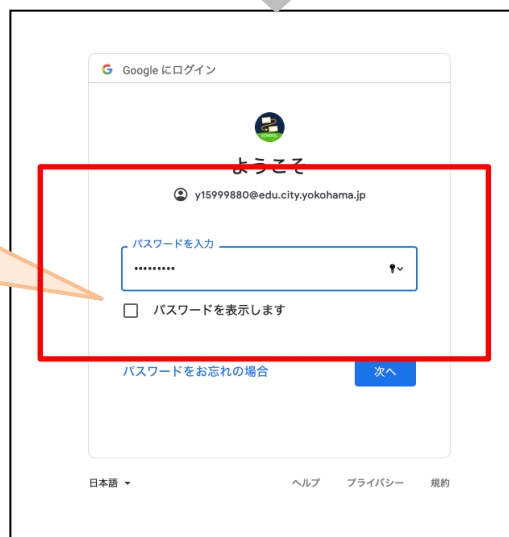 Google にログイン
ようこそ
y15999880@edu.city.yokohama.jp
パスワードを入力
•••••••••
パスワードを表示します
パスワードをお忘れの場合
次へ
日本語
ヘルプ プライバシー 規約